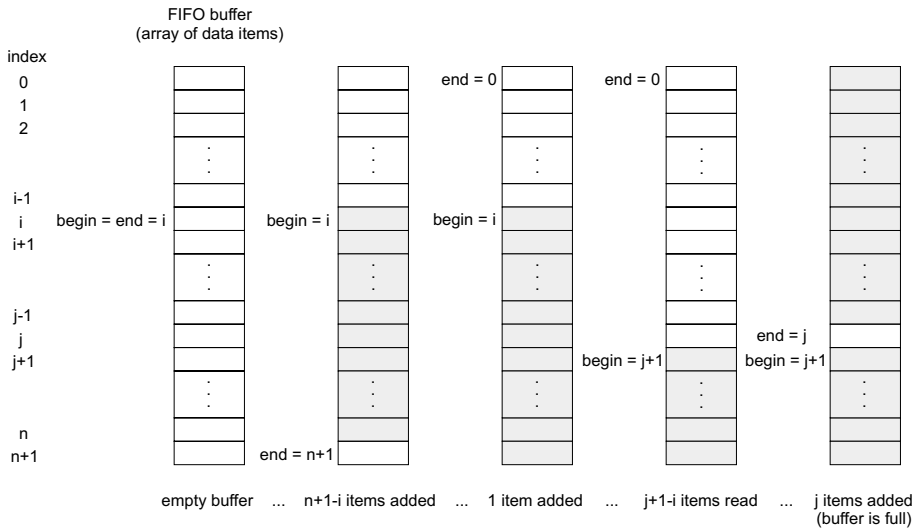 FIFO buffer
(array of data items)
index
0 end = 0 end = 0
1
2
i-1
i begin = end = i begin = i begin = i
i+1
j-1
j end = j
j+1 begin = j+1 begin = j+1
n
n+1 end = n+1
empty buffer ... n+1-i items added ... 1 item added ... j+1-i items read ... j items added
(buffer is full)